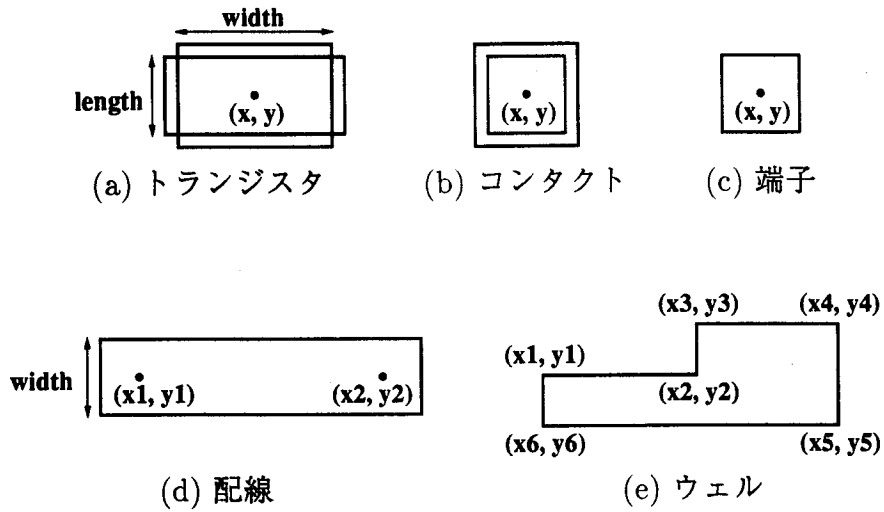 width
length
(x, y)
(x, y)
(x, y)
(a) トランジスタ
(b) コンタクト
(c) 端子
width
(x1, y1)
(x2, y2)
(x3, y3)
(x4, y4)
(x1, y1)
(x2, y2)
(x6, y6)
(x5, y5)
(d) 配線
(e) ウェル